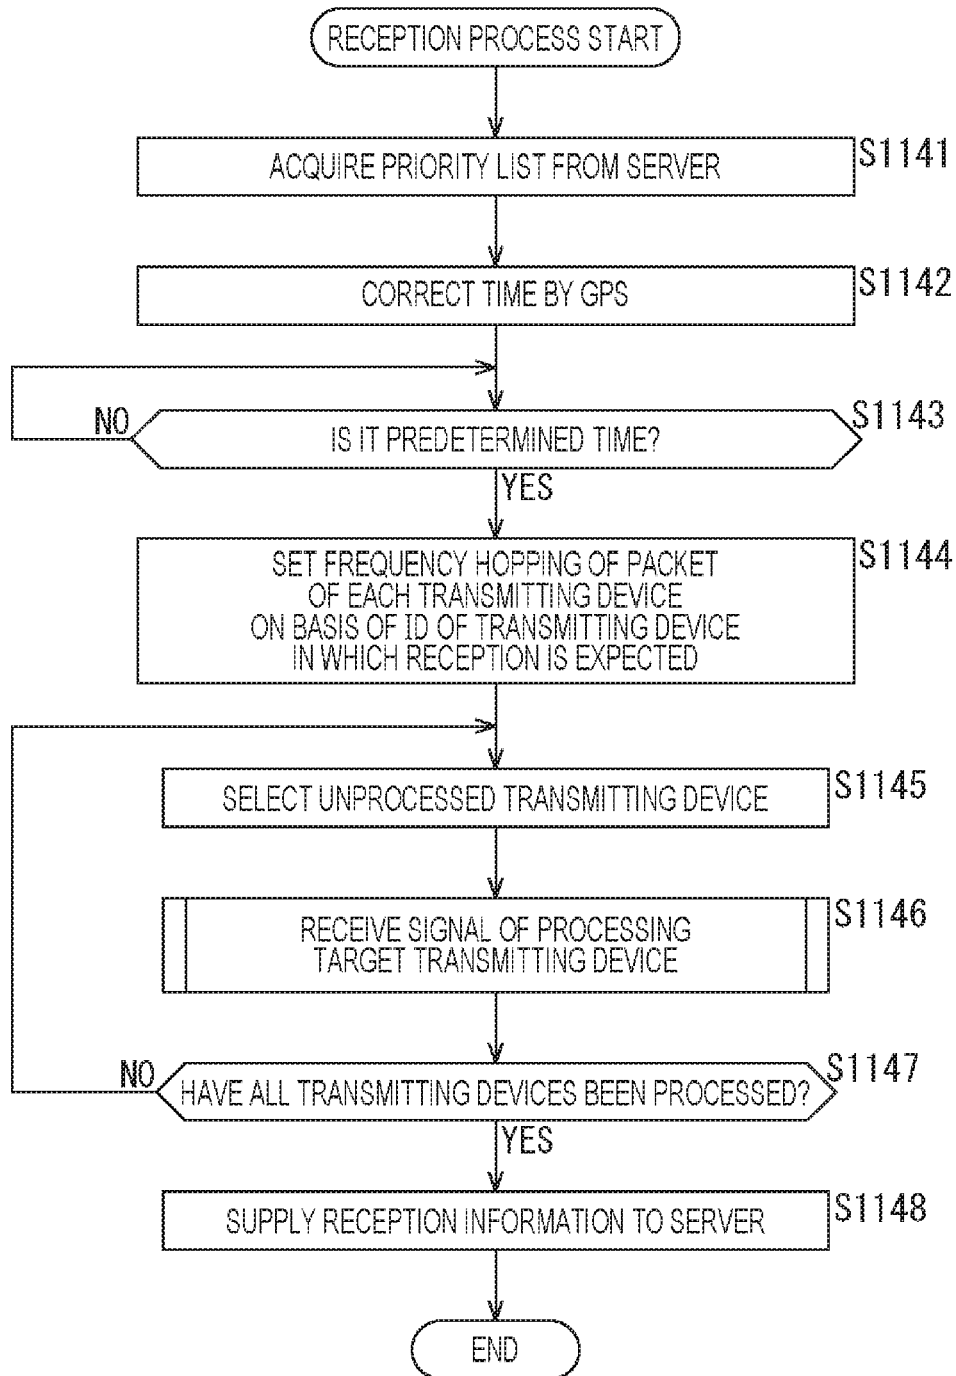 RECEPTION PROCESS START
ACQUIRE PRIORITY LIST FROM SERVER
S1141
CORRECT TIME BY GPS
S1142
NO
IS IT PREDETERMINED TIME?
S1143
YES
SET FREQUENCY HOPPING OF PACKET
OF EACH TRANSMITTING DEVICE
ON BASIS OF ID OF TRANSMITTING DEVICE
IN WHICH RECEPTION IS EXPECTED
S1144
SELECT UNPROCESSED TRANSMITTING DEVICE
S1145
RECEIVE SIGNAL OF PROCESSING
TARGET TRANSMITTING DEVICE
S1146
NO
HAVE ALL TRANSMITTING DEVICES BEEN PROCESSED?
S1147
YES
SUPPLY RECEPTION INFORMATION TO SERVER
S1148
END